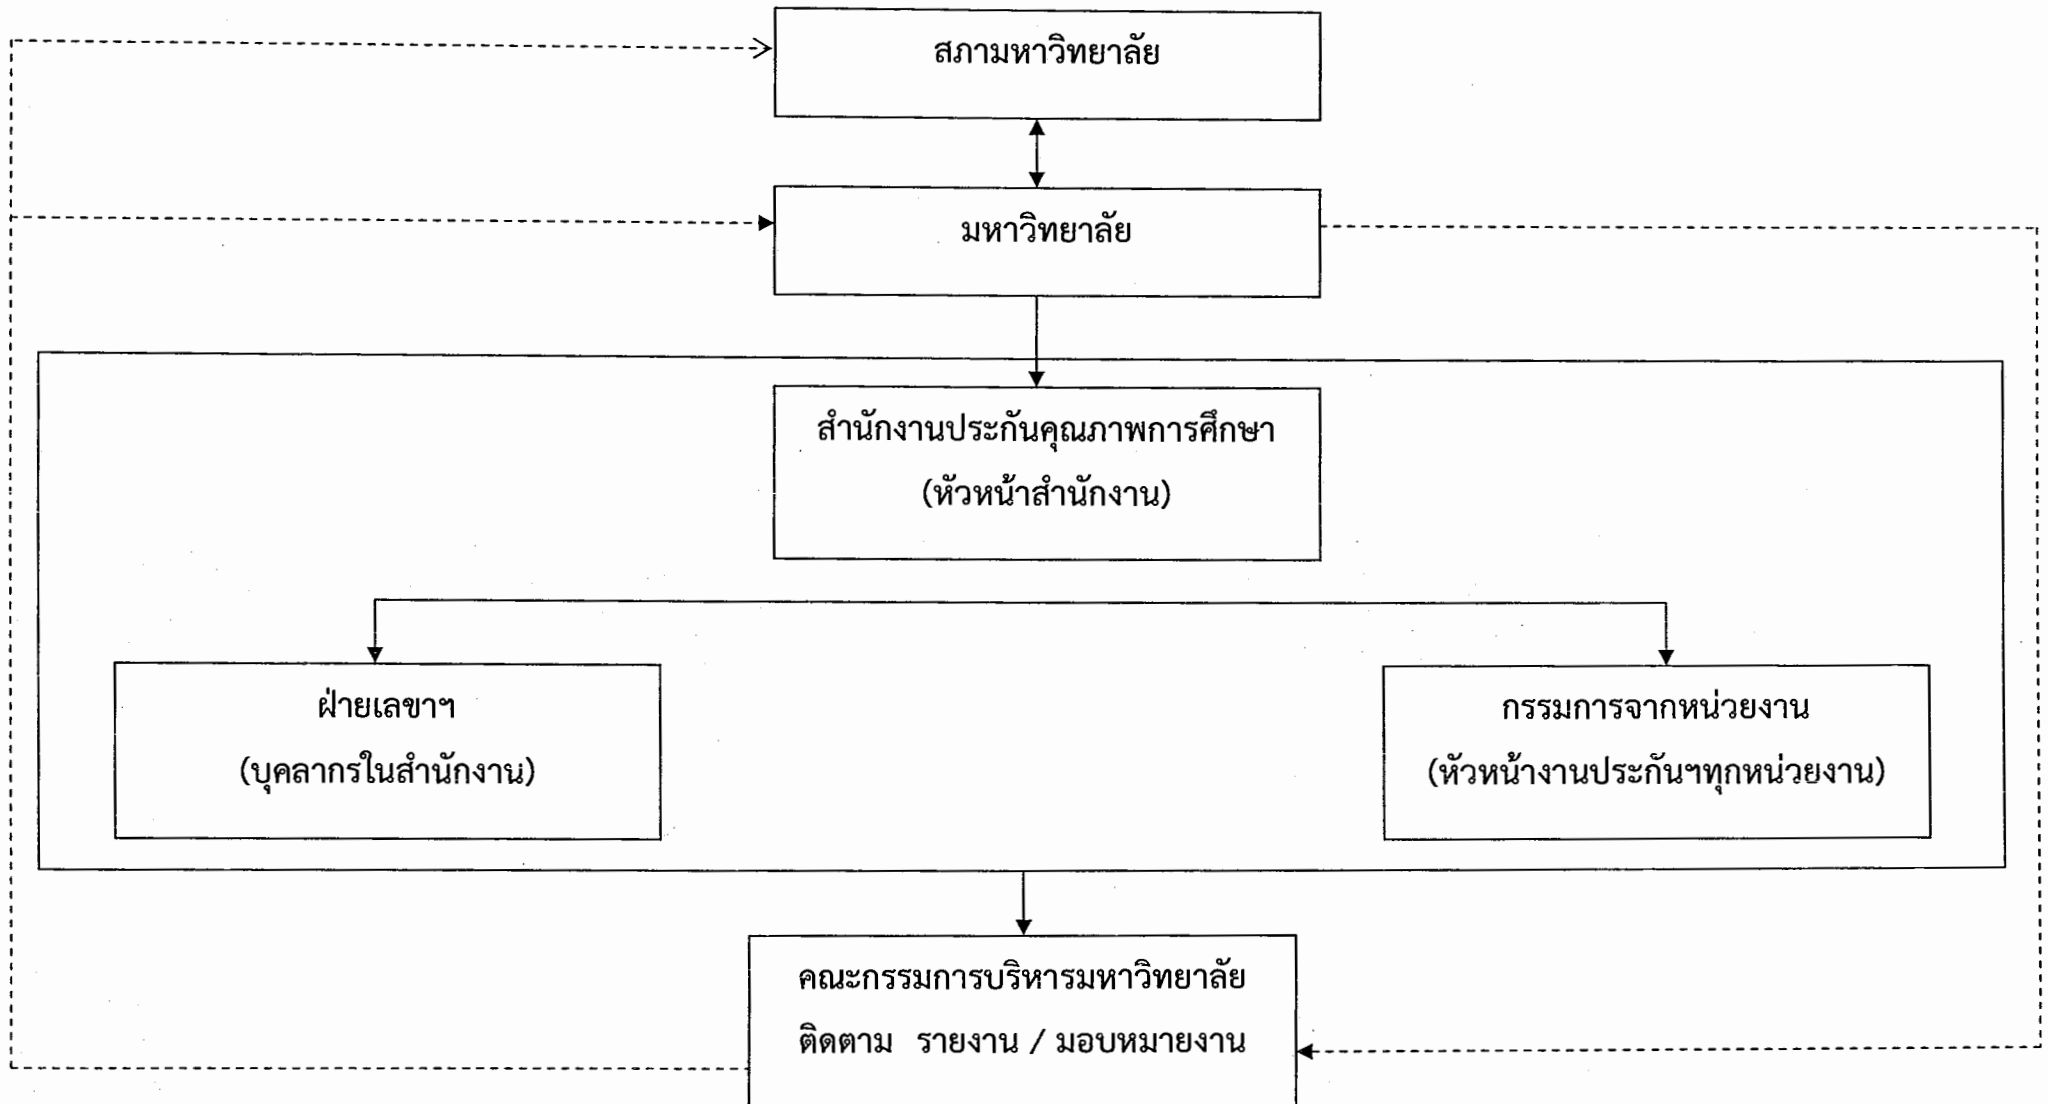 สภามหาวิทยาลัย
มหาวิทยาลัย
สำนักงานประกันคุณภาพการศึกษา
(หัวหน้าสำนักงาน)
ฝ่ายเลขาฯ
(บุคลากรในสำนักงาน)
กรรมการจากหน่วยงาน
(หัวหน้างานประกันฯทุกหน่วยงาน)
คณะกรรมการบริหารมหาวิทยาลัย
ติดตาม รายงาน / มอบหมายงาน